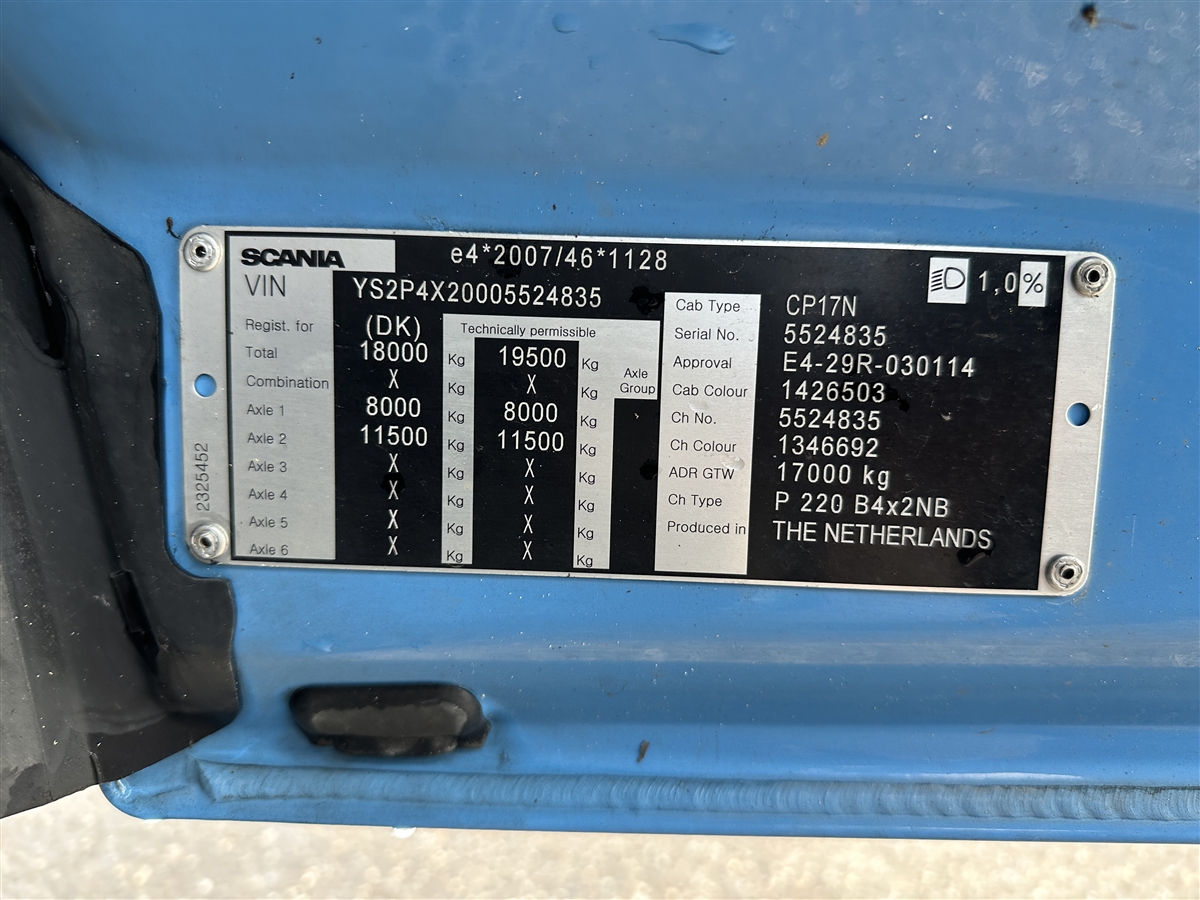 SCANIA e4*2007/46*1128
VIN YS2P4X20005524835
1,0%
Regist. for (DK) Technically permissible
Total 18000 Kg 19500 Kg Axle Group
Combination X Kg X Kg
Axle 1 8000 Kg 8000 Kg
Axle 2 11500 Kg 11500 Kg
Axle 3 X Kg X Kg
Axle 4 X Kg X Kg
Axle 5 X Kg X Kg
Axle 6 X Kg X Kg
Cab Type CP17N
Serial No. 5524835
Approval E4-29R-030114
Cab Colour 1426503
Ch No. 5524835
Ch Colour 1346692
ADR GTW 17000 kg
Ch Type P 220 B4x2NB
Produced in THE NETHERLANDS
2325452